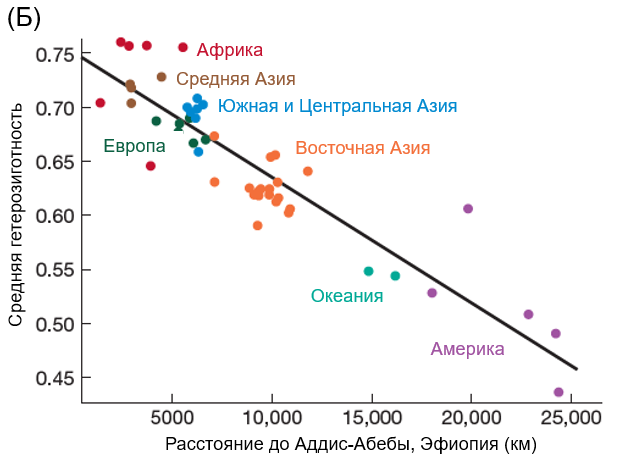 (Б)
Средняя гетерозиготность
0.75
0.70
0.65
0.60
0.55
0.50
0.45
Африка
Средняя Азия
Южная и Центральная Азия
Европа
Восточная Азия
Океания
Америка
5000
10,000
15,000
20,000
25,000
Расстояние до Аддис-Абебы, Эфиопия (км)